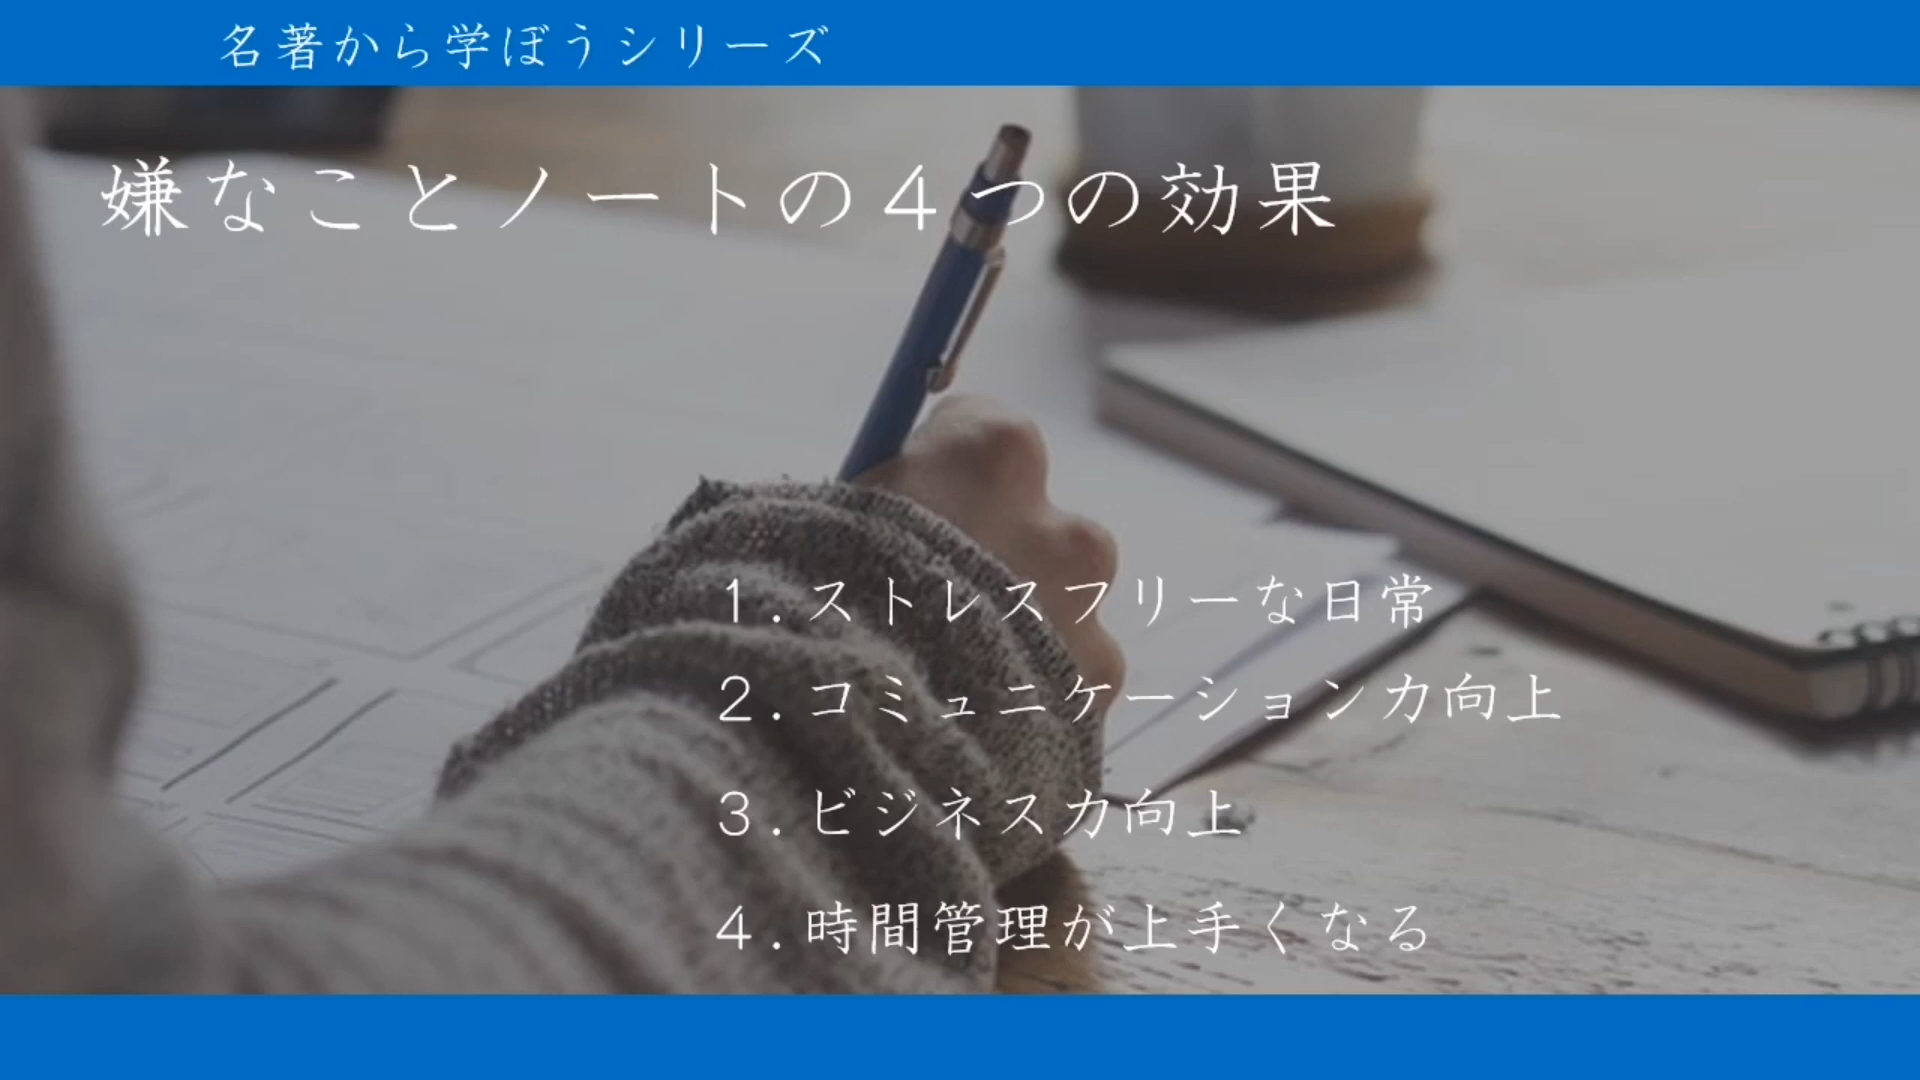 名著から学ぼうシリーズ
嫌なことノートの４つの効果
１.ストレスフリーな日常
２.コミュニケーション力向上
３.ビジネス力向上
４.時間管理が上手くなる